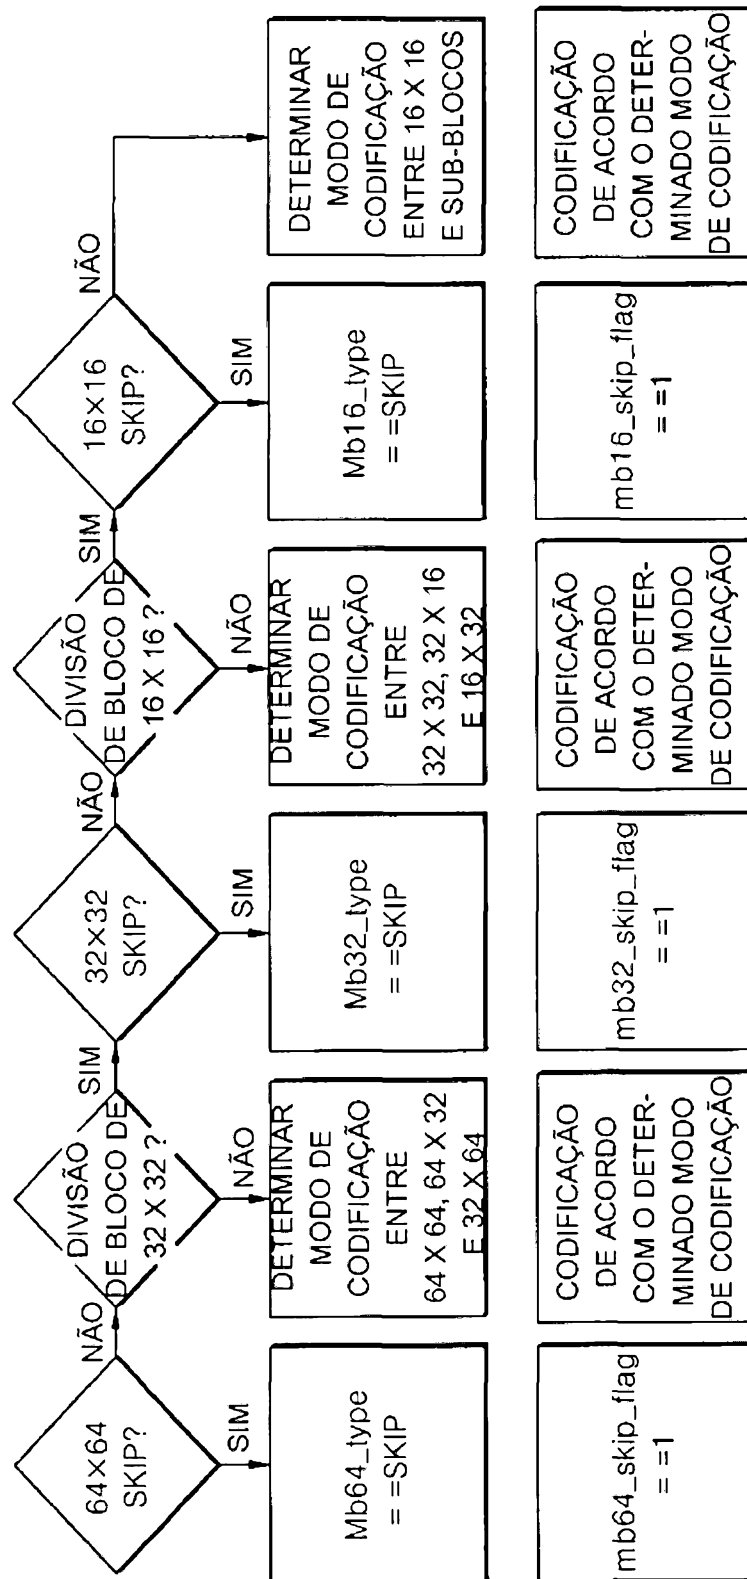 64×64
SKIP?
NÃO
SIM
DIVISÃO
DE BLOCO DE
32 X 32 ?
SIM
NÃO
32×32
SKIP?
NÃO
SIM
DIVISÃO
DE BLOCO DE
16 X 16 ?
SIM
NÃO
16×16
SKIP?
NÃO
SIM
Mb64_type
= =SKIP
DETERMINAR
MODO DE
CODIFICAÇÃO
ENTRE
64 X 64, 64 X 32
E 32 X 64
Mb32_type
= =SKIP
DETERMINAR
MODO DE
CODIFICAÇÃO
ENTRE
32 X 32, 32 X 16
E 16 X 32
Mb16_type
= =SKIP
DETERMINAR
MODO DE
CODIFICAÇÃO
ENTRE 16 X 16
E SUB-BLOCOS
mb64_skip_flag
= =1
CODIFICAÇÃO
DE ACORDO
COM O DETER-
MINADO MODO
DE CODIFICAÇÃO
mb32_skip_flag
= =1
CODIFICAÇÃO
DE ACORDO
COM O DETER-
MINADO MODO
DE CODIFICAÇÃO
mb16_skip_flag
= =1
CODIFICAÇÃO
DE ACORDO
COM O DETER-
MINADO MODO
DE CODIFICAÇÃO